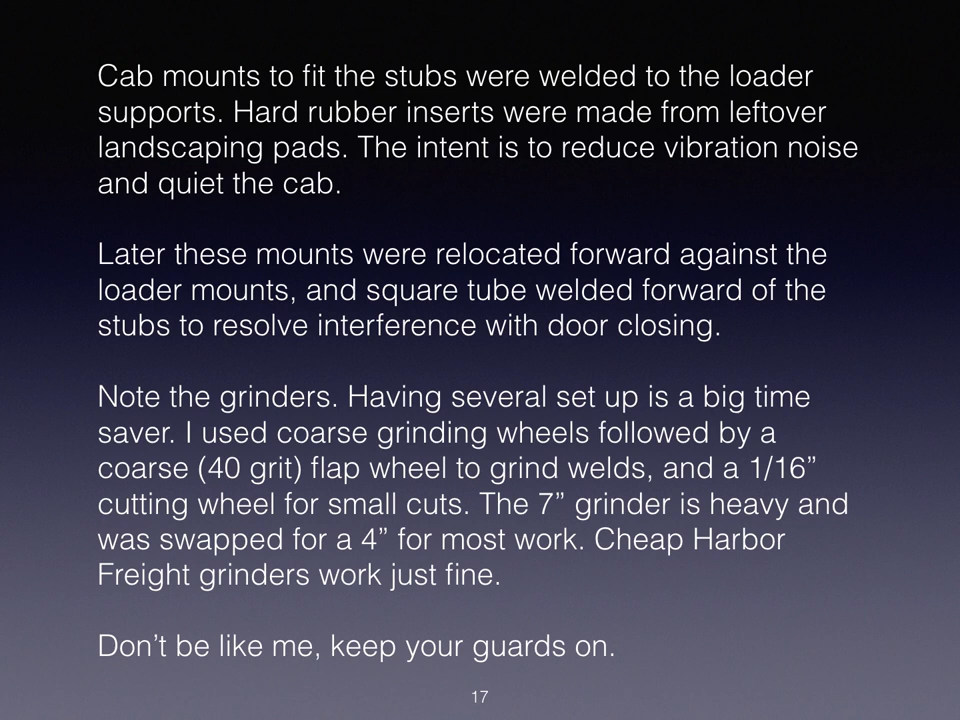 Cab mounts to fit the stubs were welded to the loader
supports. Hard rubber inserts were made from leftover
landscaping pads. The intent is to reduce vibration noise
and quiet the cab.
Later these mounts were relocated forward against the
loader mounts, and square tube welded forward of the
stubs to resolve interference with door closing.
Note the grinders. Having several set up is a big time
saver. I used coarse grinding wheels followed by a
coarse (40 grit) flap wheel to grind welds, and a 1/16”
cutting wheel for small cuts. The 7” grinder is heavy and
was swapped for a 4” for most work. Cheap Harbor
Freight grinders work just fine.
Don’t be like me, keep your guards on.
17